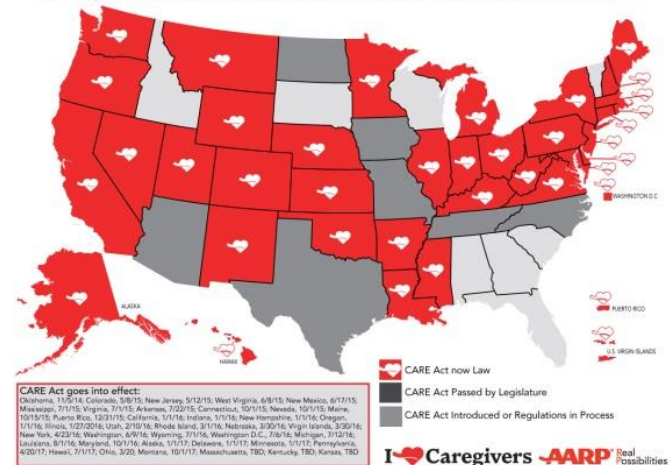 WASHINGTON D.C
ALASKA
HAWAII
PUERTO RICO
U.S. VIRGIN ISLANDS
CARE Act now Law
CARE Act Passed by Legislature
CARE Act Introduced or Regulations in Process
CARE Act goes into effect:
Oklahoma, 11/5/14; Colorado, 5/8/15; New Jersey, 5/12/15; West Virginia, 6/8/15; New Mexico, 6/17/15;
Mississippi, 7/1/15; Virginia, 7/1/15; Arkansas, 7/22/15; Connecticut, 10/1/15; Nevada, 10/1/15; Maine,
10/15/15; Puerto Rico, 12/31/15; California, 1/1/16; Indiana, 1/1/16; New Hampshire, 1/1/16; Oregon,
1/1/16; Illinois, 1/27/2016; Utah, 2/10/16; Rhode Island, 3/1/16; Nebraska, 3/30/16; Virgin Islands, 3/30/16;
New York, 4/23/16; Washington, 6/9/16; Wyoming, 7/1/16; Washington D.C., 7/6/16; Michigan, 7/12/16;
Louisiana, 8/1/16; Maryland, 10/1/16; Alaska, 1/1/17; Delaware, 1/1/17; Minnesota, 1/1/17; Pennsylvania,
4/20/17; Hawaii, 7/1/17; Ohio, 3/20; Montana, 10/1/17; Massachusetts, TBD; Kentucky, TBD; Kansas, TBD
I Caregivers AARP Real Possibilities